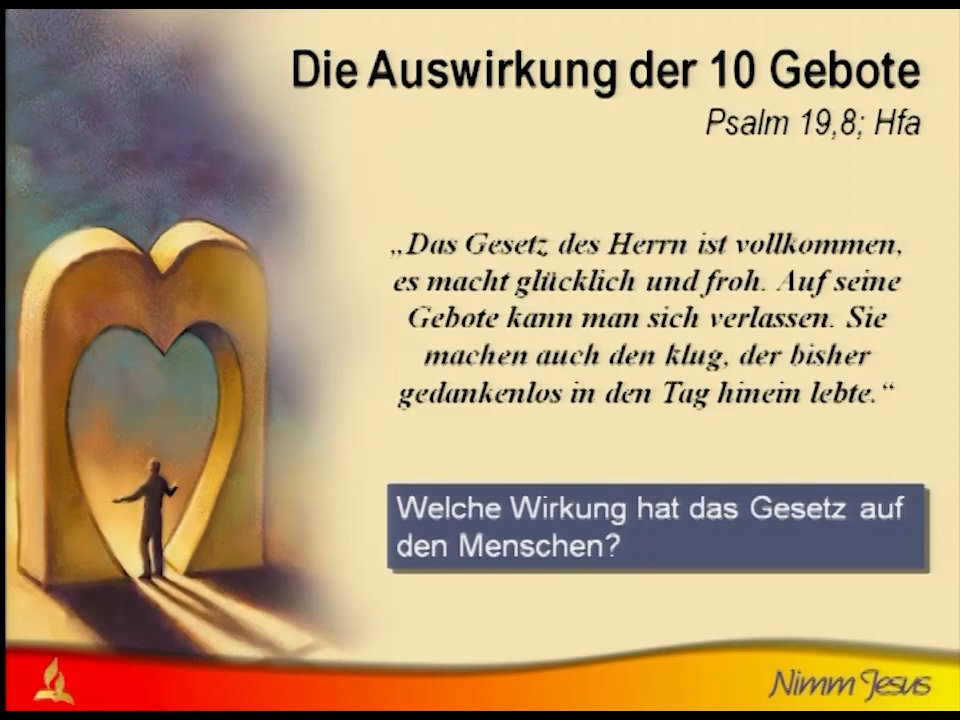 Die Auswirkung der 10 Gebote
Psalm 19,8; Hfa
„Das Gesetz des Herrn ist vollkommen,
es macht glücklich und froh. Auf seine
Gebote kann man sich verlassen. Sie
machen auch den klug, der bisher
gedankenlos in den Tag hinein lebte.“
Welche Wirkung hat das Gesetz auf
den Menschen?
Nimm Jesus